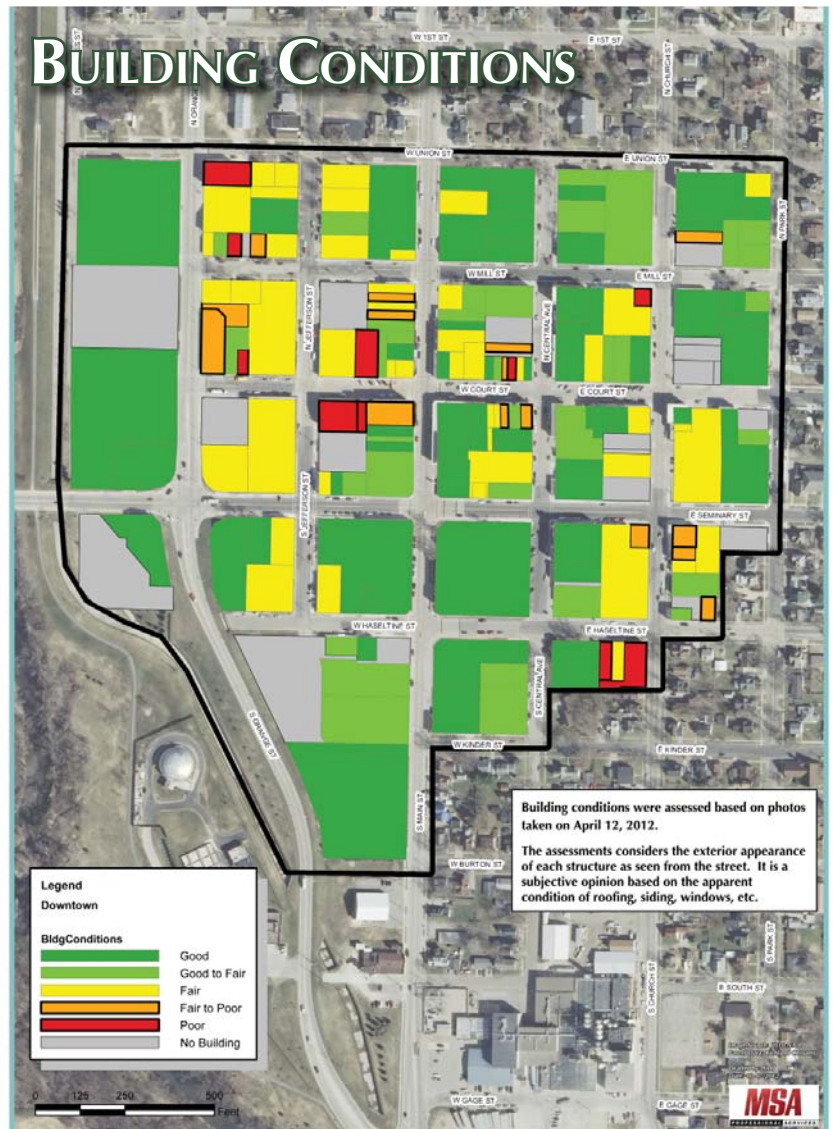 BUILDING CONDITIONS
W 1ST ST
E 1ST ST
N CHURCH ST
W UNION ST
E UNION ST
N PARK ST
W MILL ST
E MILL ST
N JEFFERSON ST
N CENTRAL AVE
W COURT ST
E COURT ST
S JEFFERSON ST
E SEMINARY ST
W HASELTINE ST
E HASELTINE ST
S ORANGE ST
S CENTRAL AVE
W KINDER ST
E KINDER ST
S MAIN ST
W BURTON ST
Building conditions were assessed based on photos
taken on April 12, 2012.
The assessments considers the exterior appearance
of each structure as seen from the street. It is a
subjective opinion based on the apparent
condition of roofing, siding, windows, etc.
Legend
Downtown
BldgConditions
Good
Good to Fair
Fair
Fair to Poor
Poor
No Building
S PARK ST
S CHURCH ST
E SOUTH ST
W GAGE ST
E GAGE ST
0 125 250 500
Feet
MSA
PROFESSIONAL SERVICES